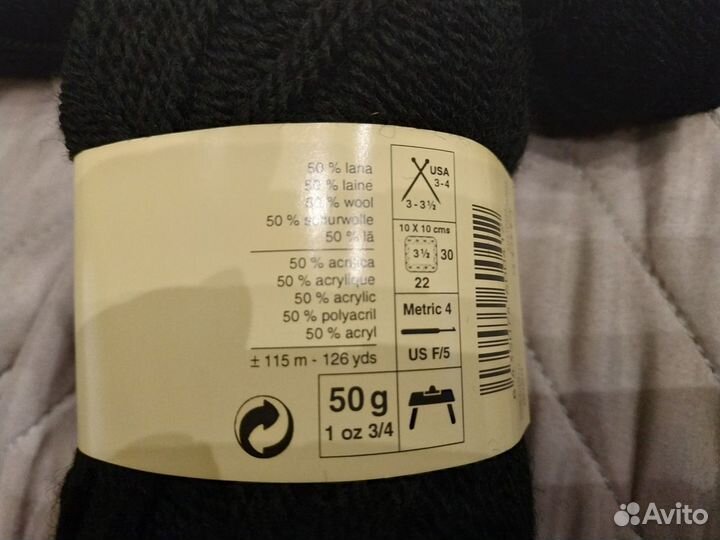 50 % lana
50 % laine
50 % wool
50 % schurwolle
50 % lã
50 % acrílica
50 % acrylique
50 % acrylic
50 % polyacril
50 % acryl
± 115 m - 126 yds
50 g
1 oz 3/4
USA
3-4
3 - 3½
10 X 10 cms
3½
30
22
Metric 4
US F/5
Avito